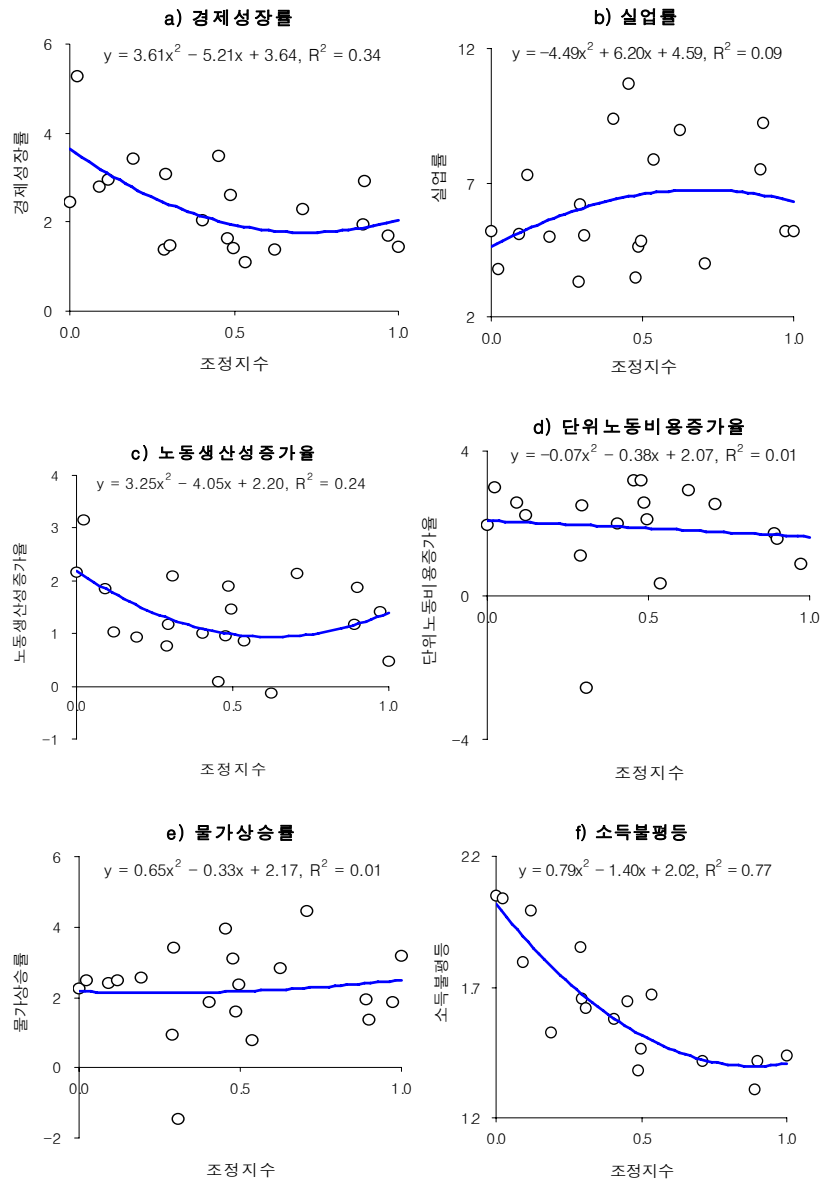 a) 경제성장률
y = 3.61x² − 5.21x + 3.64, R² = 0.34
경제성장률
6
4
2
0
0.0
0.5
1.0
조정지수
b) 실업률
y = −4.49x² + 6.20x + 4.59, R² = 0.09
실업률
12
7
2
0.0
0.5
1.0
조정지수
c) 노동생산성증가율
y = 3.25x² − 4.05x + 2.20, R² = 0.24
노동생산성증가율
4
3
2
1
0
−1
0.0
0.5
1.0
조정지수
d) 단위노동비용증가율
y = −0.07x² − 0.38x + 2.07, R² = 0.01
단위노동비용증가율
4
0
−4
0.0
0.5
1.0
조정지수
e) 물가상승률
y = 0.65x² − 0.33x + 2.17, R² = 0.01
물가상승률
6
4
2
0
−2
0.0
0.5
1.0
조정지수
f) 소득불평등
y = 0.79x² − 1.40x + 2.02, R² = 0.77
소득불평등
2.2
1.7
1.2
0.0
0.5
1.0
조정지수